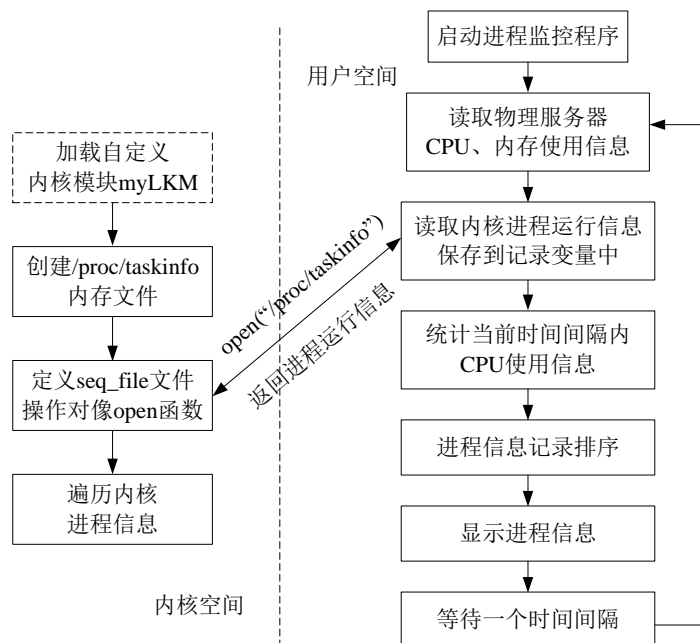 启动进程监控程序
用户空间
读取物理服务器
CPU、内存使用信息
加载自定义
内核模块myLKM
读取内核进程运行信息
保存到记录变量中
创建/proc/taskinfo
内存文件
open(“/proc/taskinfo”)
返回进程运行信息
统计当前时间间隔内
CPU使用信息
定义seq_file文件
操作对像open函数
进程信息记录排序
遍历内核
进程信息
显示进程信息
内核空间
等待一个时间间隔